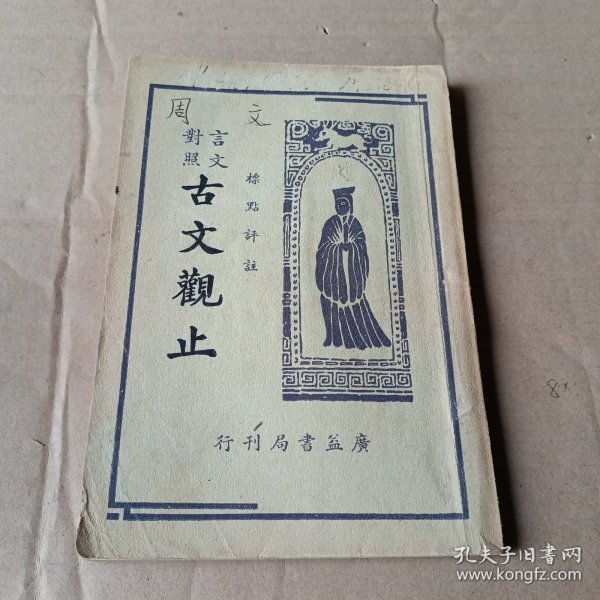 周 文
言文
對照
標點評註
古文觀止
廣益書局刊行
8x
孔夫子旧书网
www.kongfz.com